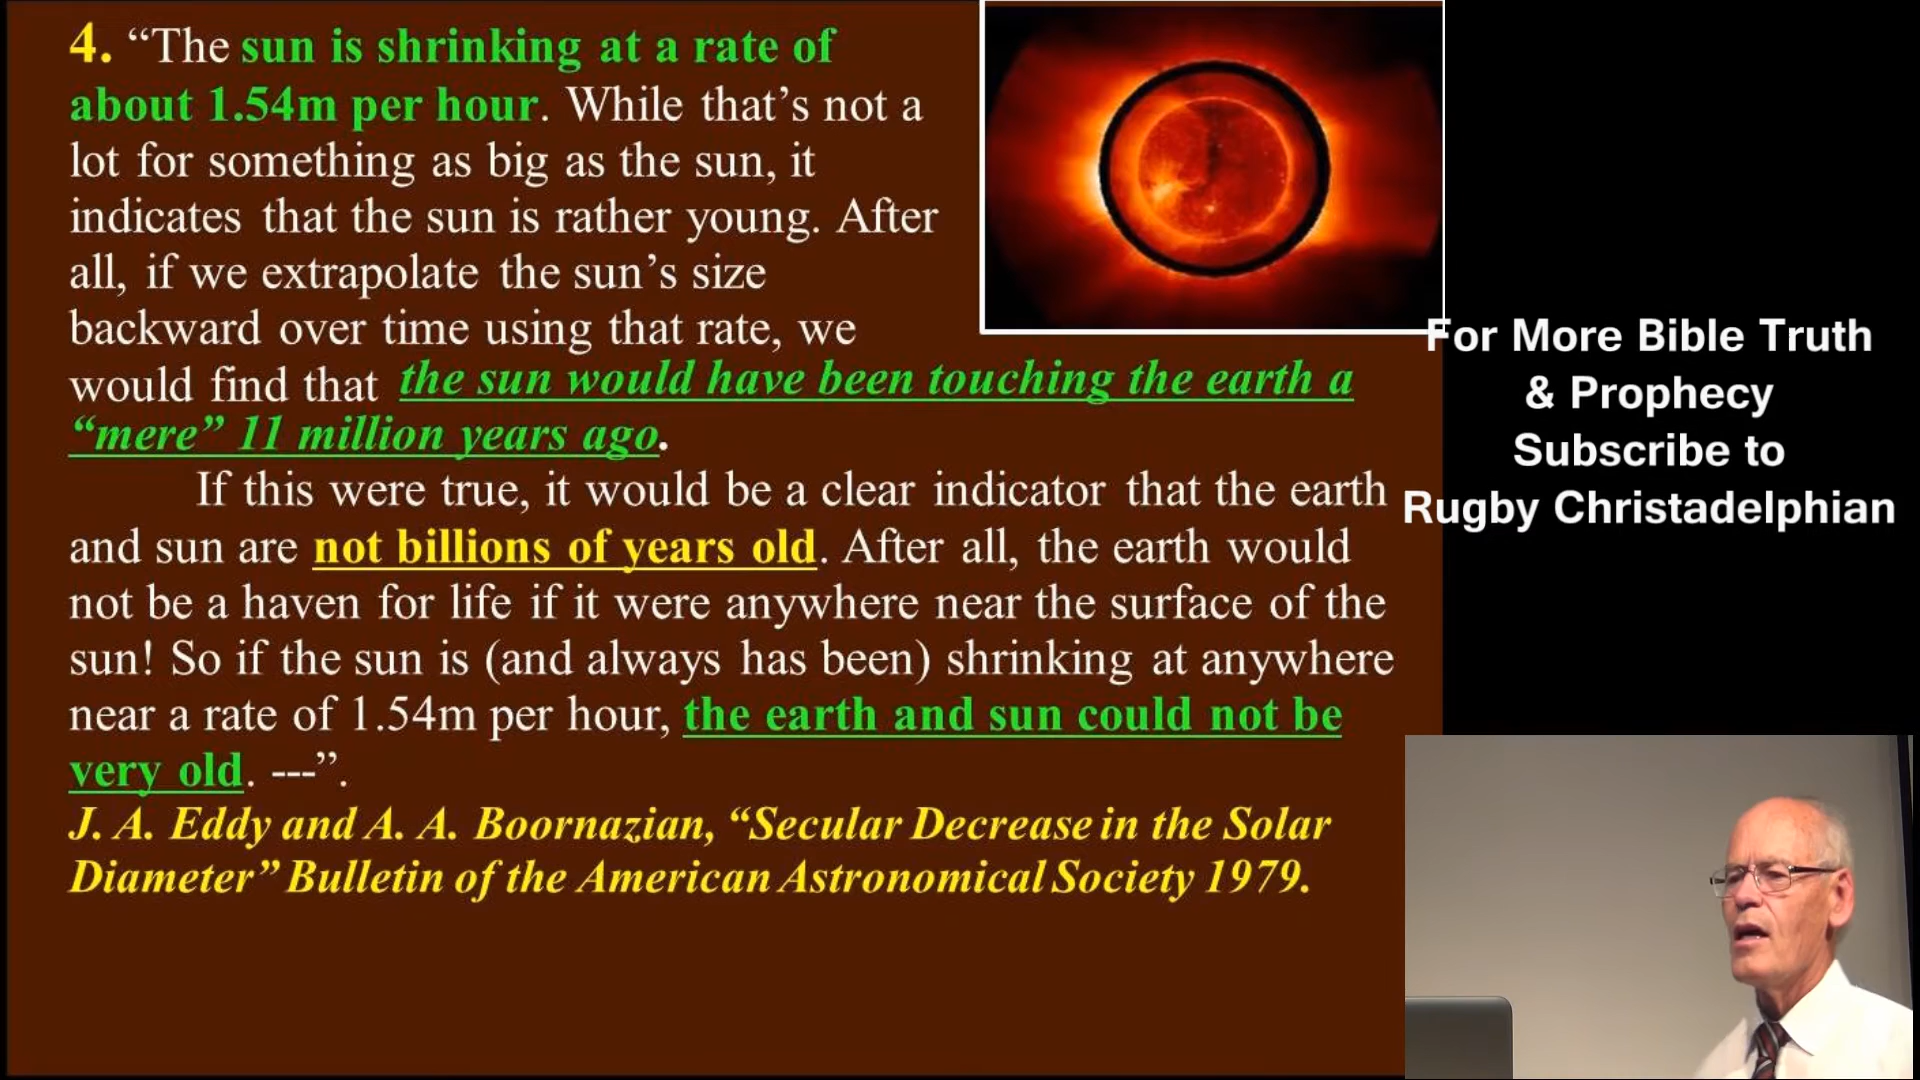 4. “The sun is shrinking at a rate of
about 1.54m per hour. While that’s not a
lot for something as big as the sun, it
indicates that the sun is rather young. After
all, if we extrapolate the sun’s size
backward over time using that rate, we
would find that the sun would have been touching the earth a
“mere” 11 million years ago.
If this were true, it would be a clear indicator that the earth
and sun are not billions of years old. After all, the earth would
not be a haven for life if it were anywhere near the surface of the
sun! So if the sun is (and always has been) shrinking at anywhere
near a rate of 1.54m per hour, the earth and sun could not be
very old. ---”.
J. A. Eddy and A. A. Boornazian, “Secular Decrease in the Solar
Diameter” Bulletin of the American Astronomical Society 1979.
For More Bible Truth
& Prophecy
Subscribe to
Rugby Christadelphian